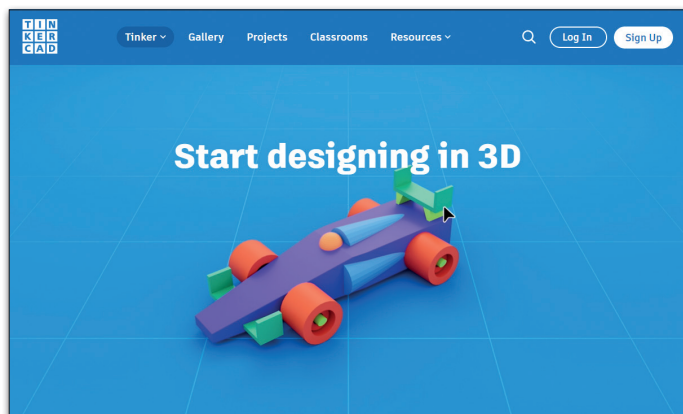 TIN
KER
CAD
Tinker Gallery Projects Classrooms Resources Log In Sign Up
Start designing in 3D